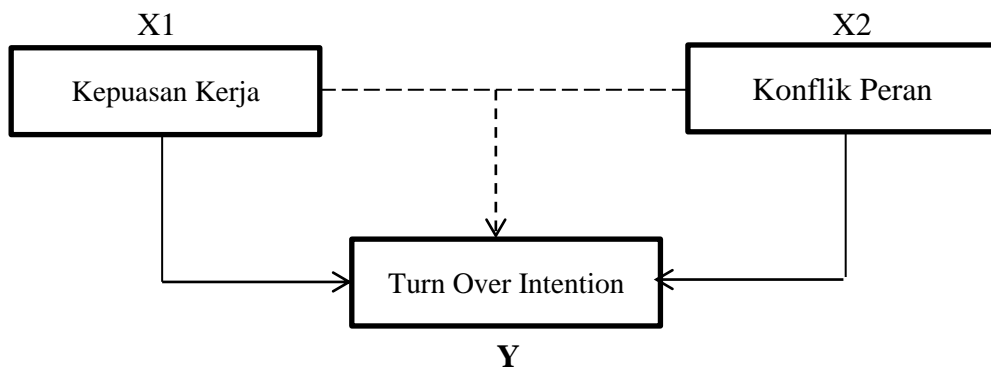 X1
X2
Kepuasan Kerja
Konflik Peran
Turn Over Intention
Y